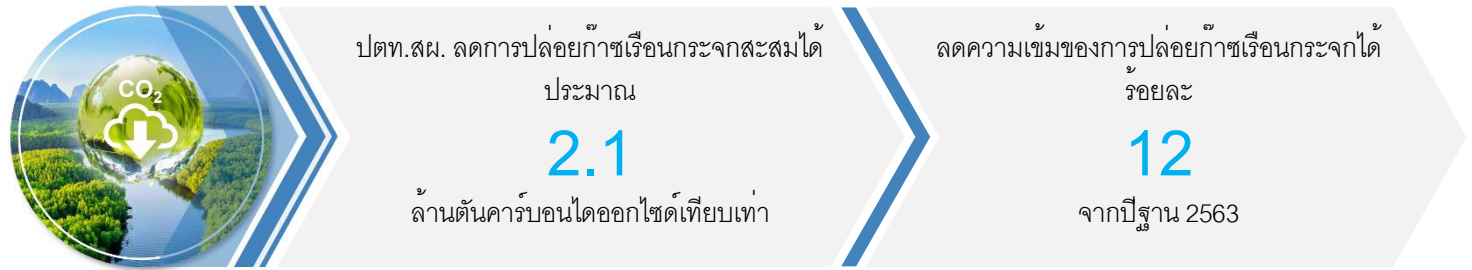 CO2
ปตท.สผ. ลดการปล่อยก๊าซเรือนกระจกสะสมได้
ประมาณ
2.1
ล้านตันคาร์บอนไดออกไซด์เทียบเท่า
ลดความเข้มของการปล่อยก๊าซเรือนกระจกได้
ร้อยละ
12
จากปีฐาน 2563